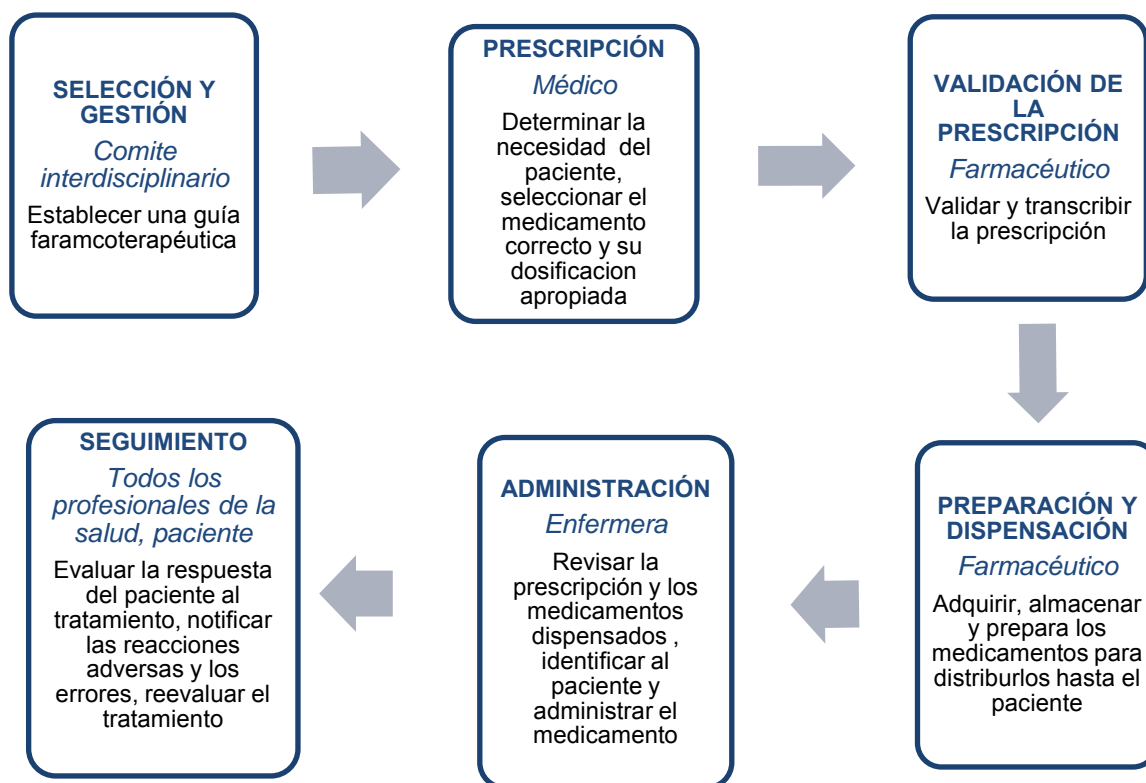 SELECCIÓN Y
GESTIÓN
Comite
interdisciplinario
Establecer una guía
faramcoterapéutica
PRESCRIPCIÓN
Médico
Determinar la
necesidad del
paciente,
seleccionar el
medicamento
correcto y su
dosificacion
apropiada
VALIDACIÓN DE
LA
PRESCRIPCIÓN
Farmacéutico
Validar y transcribir
la prescripción
PREPARACIÓN Y
DISPENSACIÓN
Farmacéutico
Adquirir, almacenar
y prepara los
medicamentos para
distriburlos hasta el
paciente
ADMINISTRACIÓN
Enfermera
Revisar la
prescripción y los
medicamentos
dispensados ,
identificar al
paciente y
administrar el
medicamento
SEGUIMIENTO
Todos los
profesionales de la
salud, paciente
Evaluar la respuesta
del paciente al
tratamiento, notificar
las reacciones
adversas y los
errores, reevaluar el
tratamiento